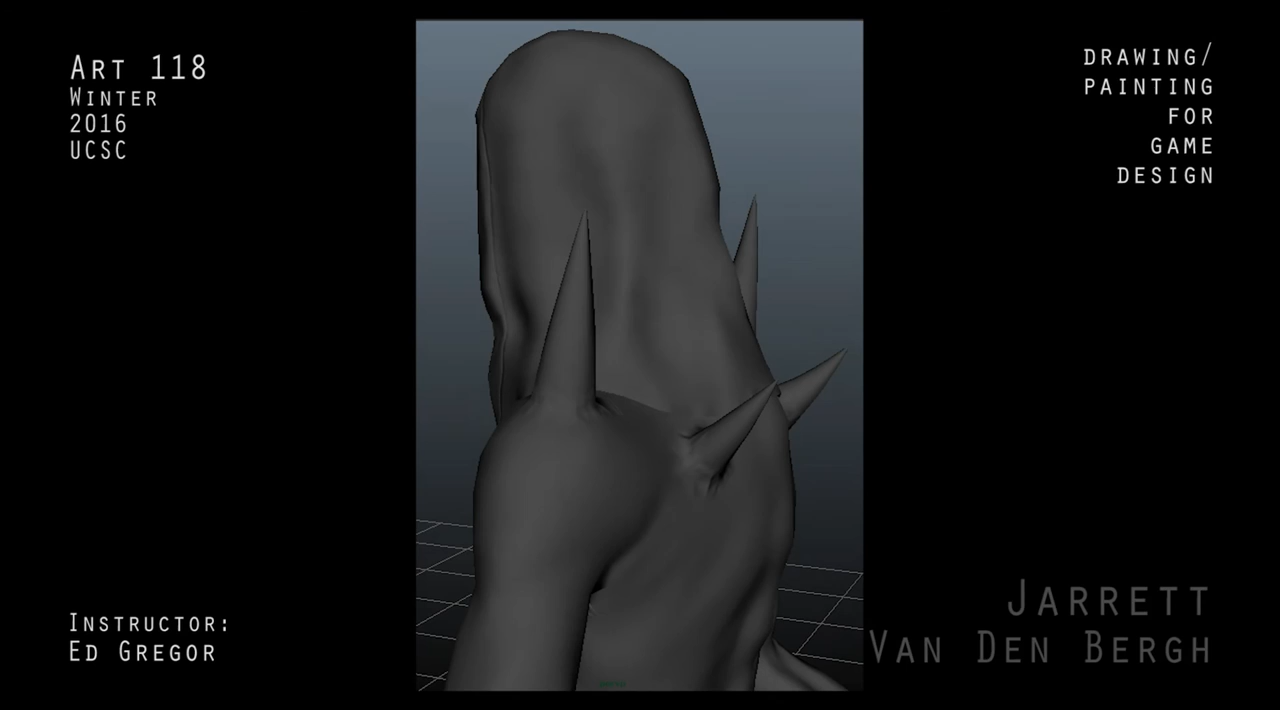 Art 118
Winter
2016
UCSC
DRAWING/
PAINTING
FOR
GAME
DESIGN
Instructor:
Ed Gregor
Jarrett
Van Den Bergh